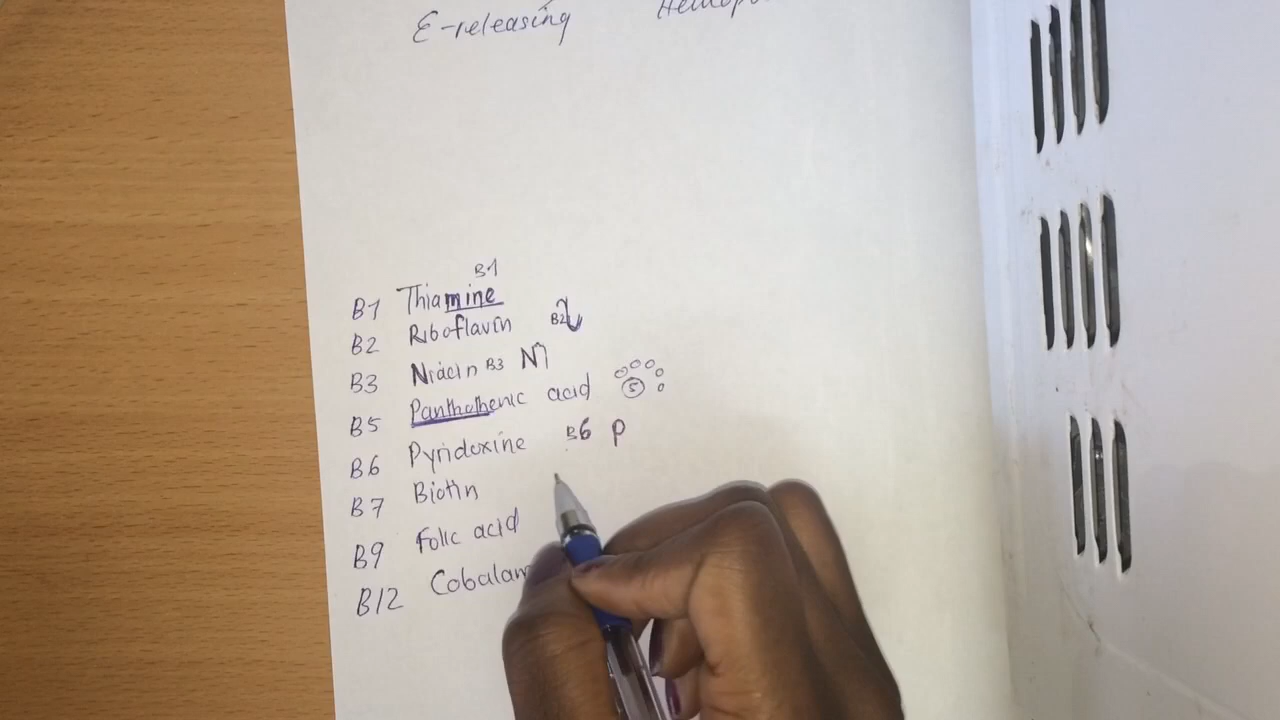 E-releasing
B1
B1 Thiamine
B2 Riboflavin B2
B3 Niacin B3 N
B5 Panthothenic acid 5
B6 Pyridoxine B6 p
B7 Biotin
B9 Folic acid
B12 Cobalam